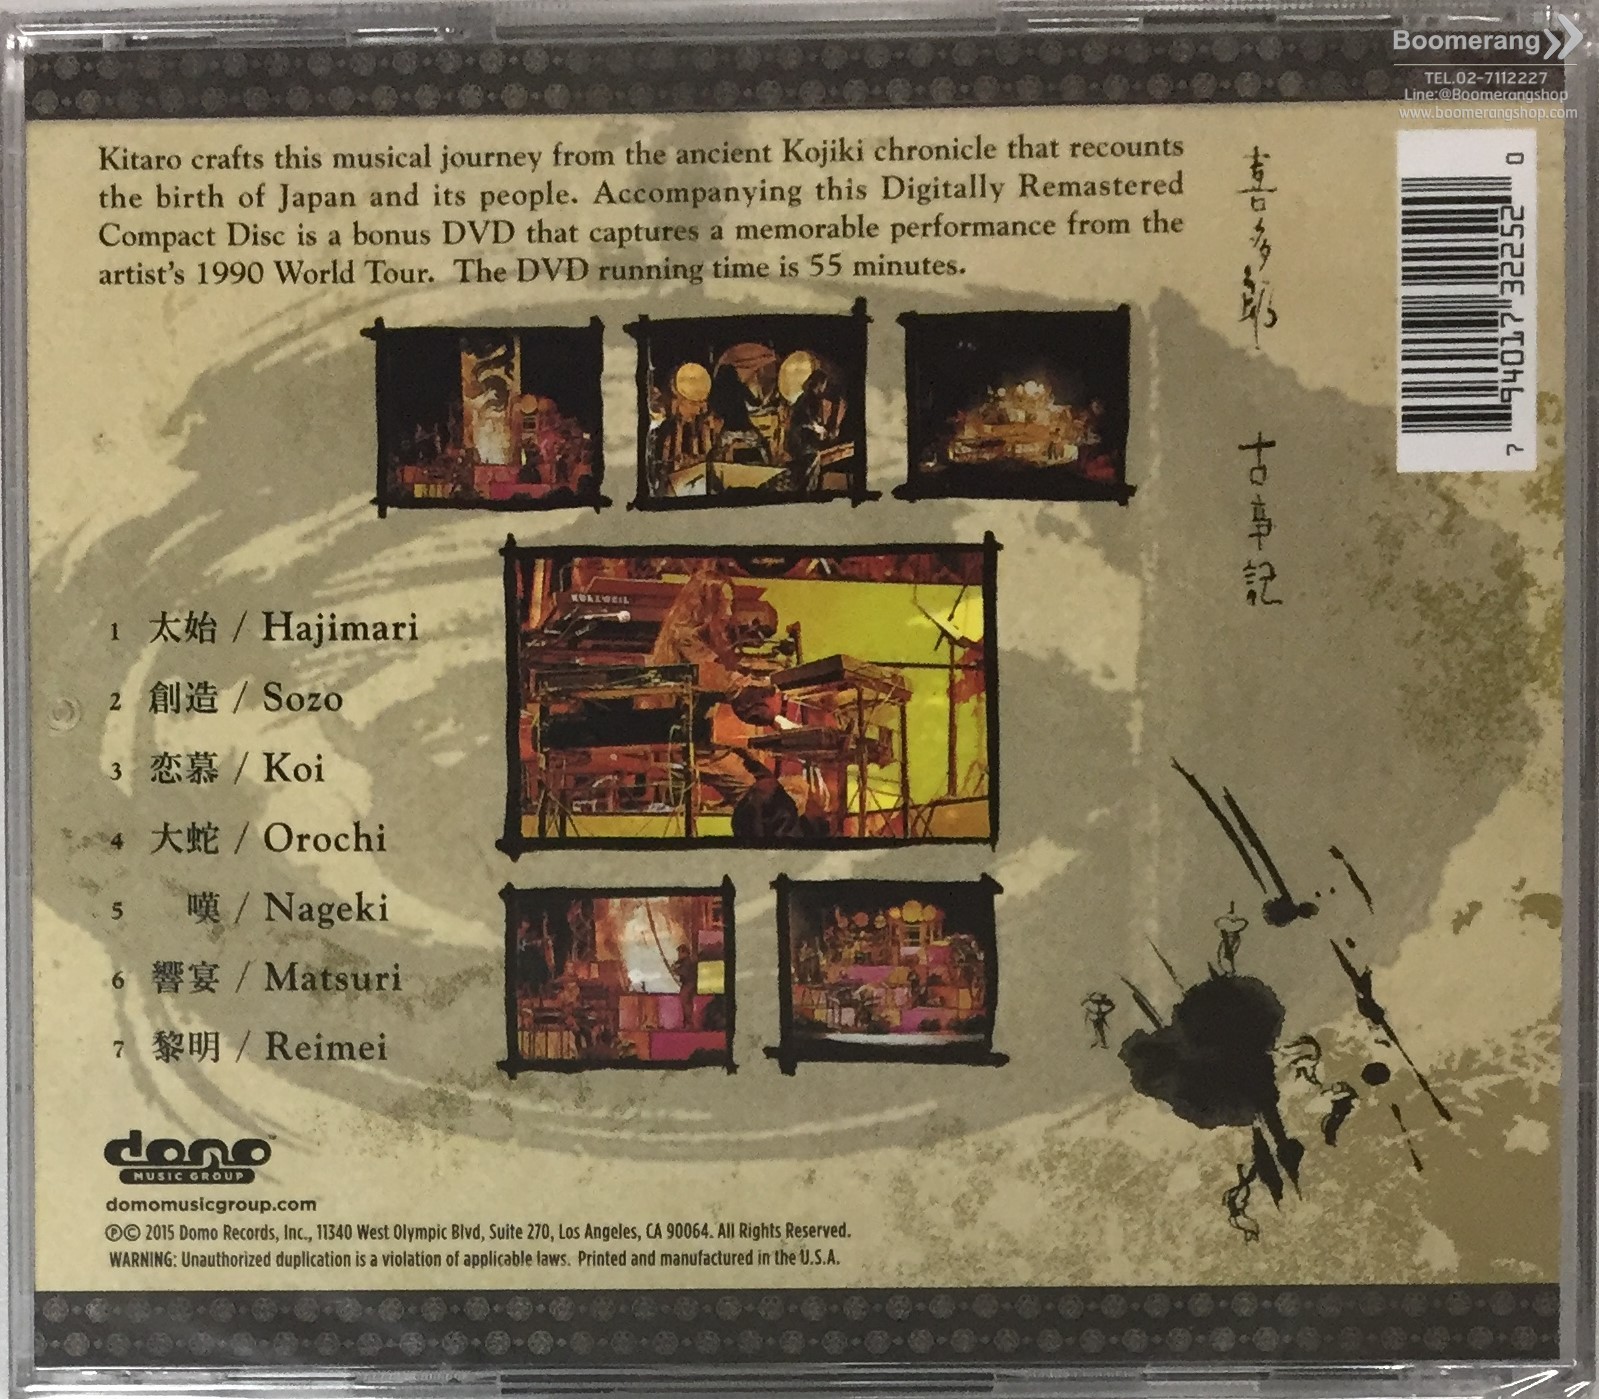 Boomerang
TEL.02-7112227
Line:@Boomerangshop
www.boomerangshop.com
Kitaro crafts this musical journey from the ancient Kojiki chronicle that recounts
the birth of Japan and its people. Accompanying this Digitally Remastered
Compact Disc is a bonus DVD that captures a memorable performance from the
artist's 1990 World Tour. The DVD running time is 55 minutes.
喜多郎
古事記
7 94017 32252 0
KURZWEIL
1 太始 / Hajimari
2 創造 / Sozo
3 恋慕 / Koi
4 大蛇 / Orochi
5 嘆 / Nageki
6 響宴 / Matsuri
7 黎明 / Reimei
domo™
MUSIC GROUP
domomusicgroup.com
℗© 2015 Domo Records, Inc., 11340 West Olympic Blvd, Suite 270, Los Angeles, CA 90064. All Rights Reserved.
WARNING: Unauthorized duplication is a violation of applicable laws. Printed and manufactured in the U.S.A.